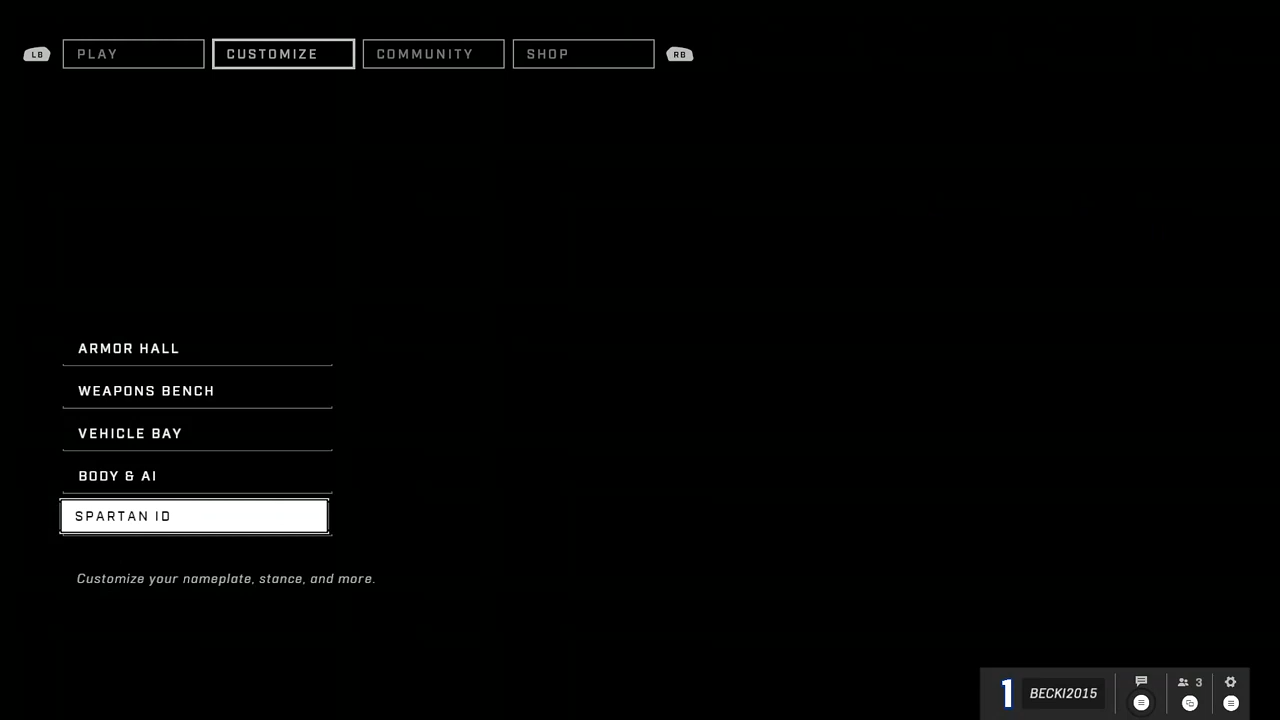 LB PLAY CUSTOMIZE COMMUNITY SHOP RB
ARMOR HALL
WEAPONS BENCH
VEHICLE BAY
BODY & AI
SPARTAN ID
Customize your nameplate, stance, and more.
1 BECKI2015 3